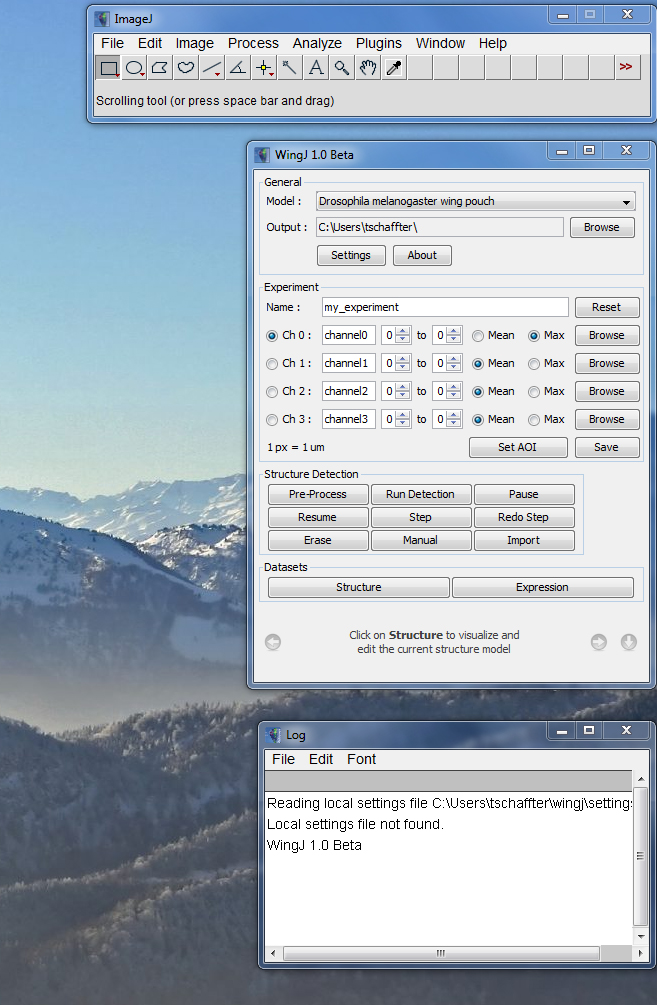 ImageJ
File Edit Image Process Analyze Plugins Window Help
A >>
Scrolling tool (or press space bar and drag)
WingJ 1.0 Beta
General
Model : Drosophila melanogaster wing pouch
Output : C:\Users\tschaffter\ Browse
Settings About
Experiment
Name : my_experiment Reset
Ch 0 : channel0 0 to 0 Mean Max Browse
Ch 1 : channel1 0 to 0 Mean Max Browse
Ch 2 : channel2 0 to 0 Mean Max Browse
Ch 3 : channel3 0 to 0 Mean Max Browse
1 px = 1 um Set AOI Save
Structure Detection
Pre-Process Run Detection Pause
Resume Step Redo Step
Erase Manual Import
Datasets
Structure Expression
Click on Structure to visualize and
edit the current structure model
Log
File Edit Font
Reading local settings file C:\Users\tschaffter\wingj\settings
Local settings file not found.
WingJ 1.0 Beta